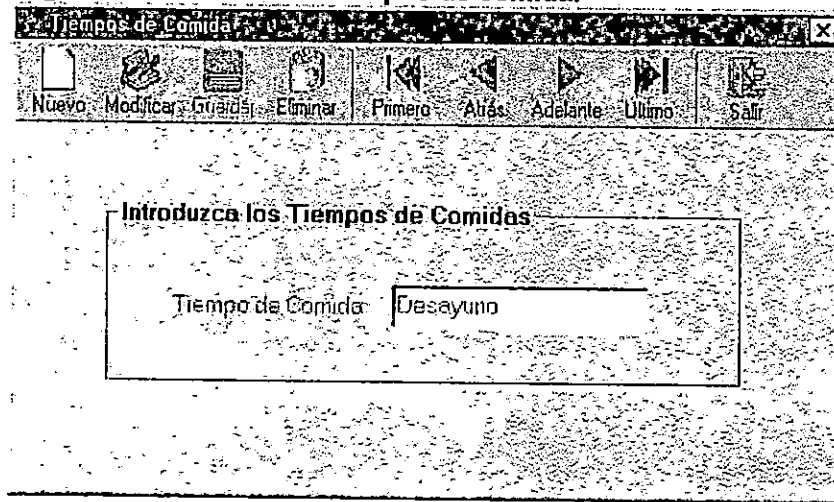 Tiempos de Comida
Nuevo Modificar Guardar Eliminar Primero Atrás Adelante Ultimo Salir
Introduzca los Tiempos de Comidas
Tiempo de Comida Desayuno